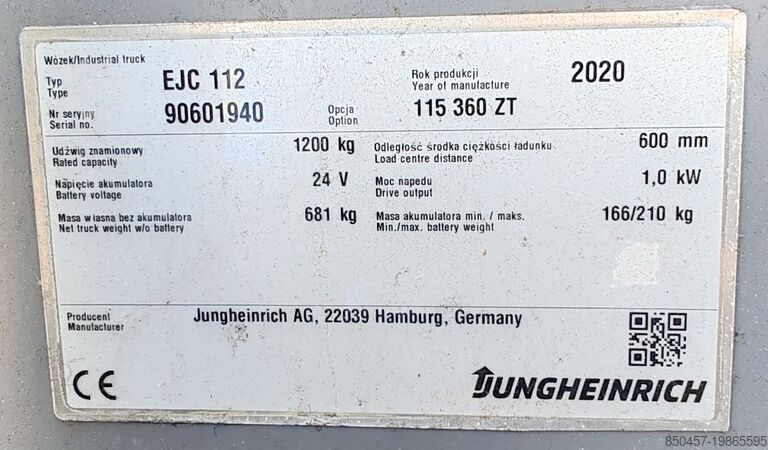 Wózek/Industrial truck
Typ EJC 112 Rok produkcji 2020
Type Year of manufacture
Nr seryjny 90601940 Opcja 115 360 ZT
Serial no. Option
Udźwig znamionowy 1200 kg Odległość środka ciężkości ładunku 600 mm
Rated capacity Load centre distance
Napięcie akumulatora 24 V Moc napędu 1,0 kW
Battery voltage Drive output
Masa własna bez akumulatora 681 kg Masa akumulatora min. / maks. 166/210 kg
Net truck weight w/o battery Min./max. battery weight
Producent Jungheinrich AG, 22039 Hamburg, Germany
Manufacturer
CE JUNGHEINRICH
850457-19865595